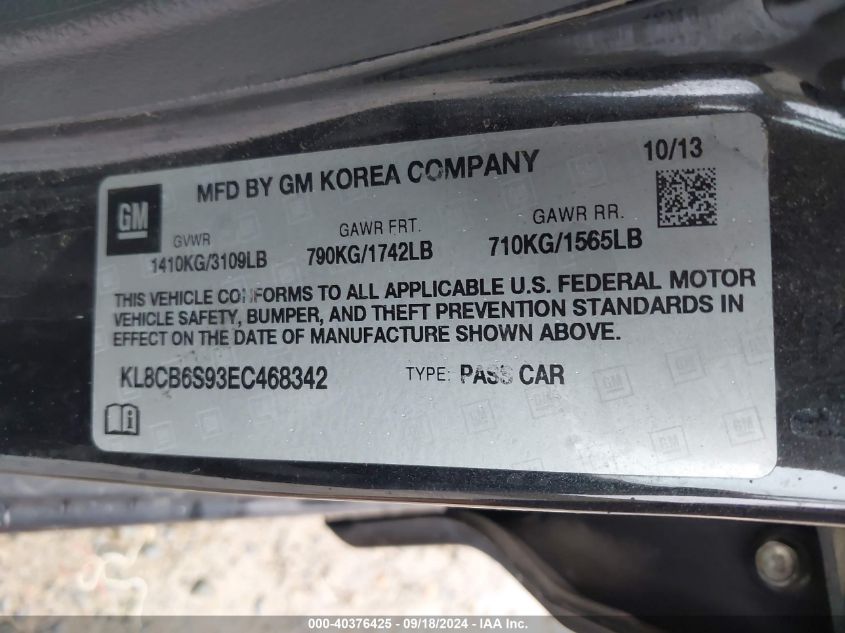 GM
MFD BY GM KOREA COMPANY
10/13
GVWR
1410KG/3109LB
GAWR FRT.
790KG/1742LB
GAWR RR.
710KG/1565LB
THIS VEHICLE CONFORMS TO ALL APPLICABLE U.S. FEDERAL MOTOR
VEHICLE SAFETY, BUMPER, AND THEFT PREVENTION STANDARDS IN
EFFECT ON THE DATE OF MANUFACTURE SHOWN ABOVE.
KL8CB6S93EC468342
TYPE: PASS CAR
000-40376425 - 09/18/2024 - IAAI.com